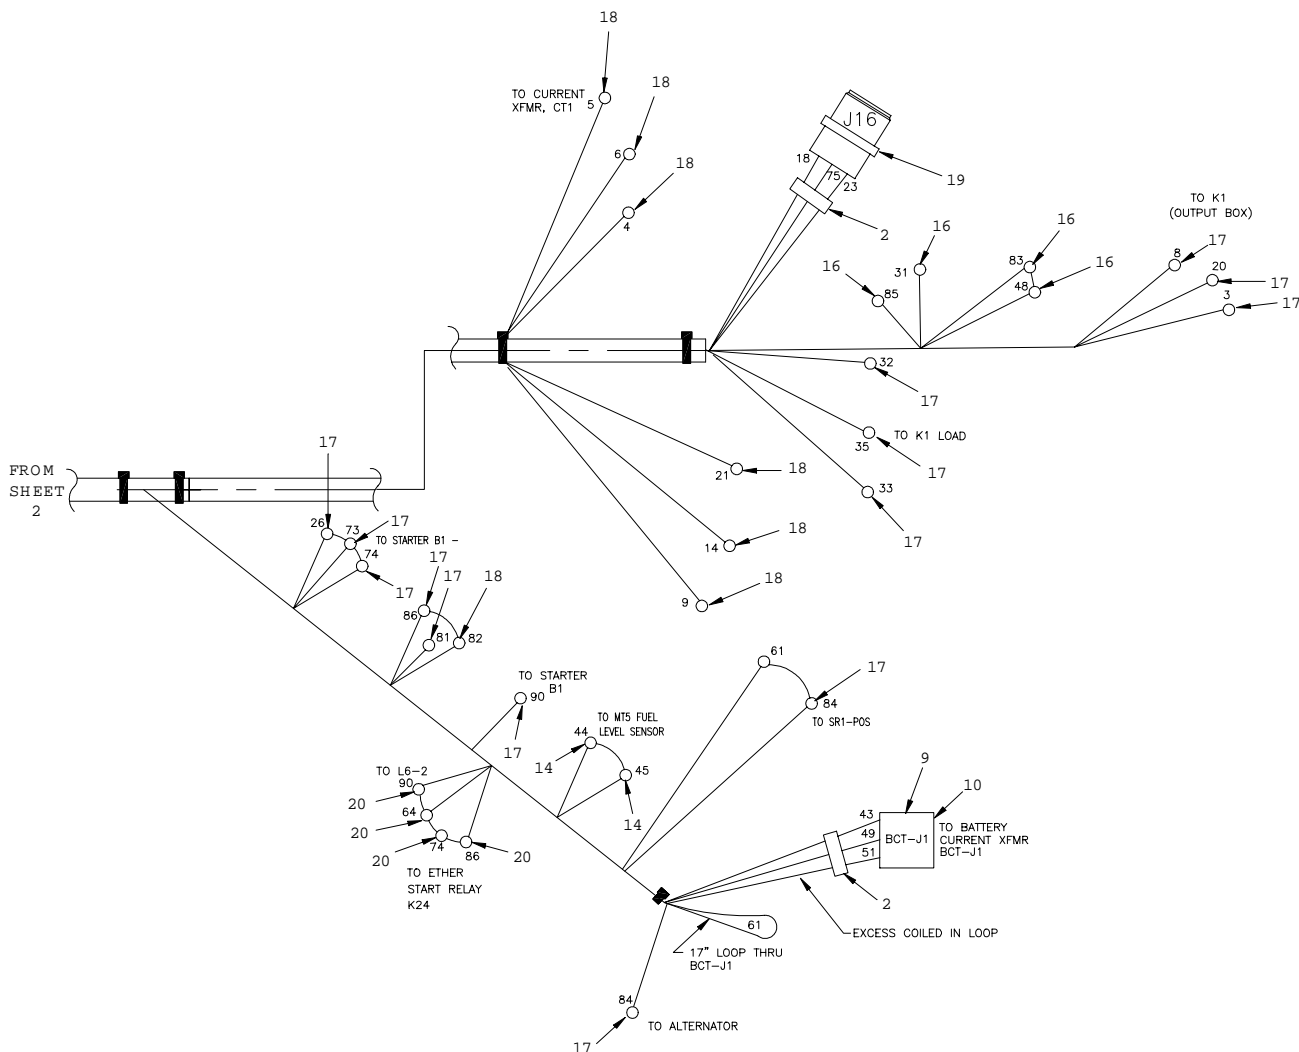 18
TO CURRENT
XFMR, CT1
5
18
6
18
4
J16
18
75
23
19
2
TO K1
(OUTPUT BOX)
16
31
16
83
16
48
16
85
8
17
20
17
3
17
32
17
35
TO K1 LOAD
17
33
17
21
18
14
18
9
18
FROM
SHEET
2
17
26
73
17
TO STARTER B1 -
74
17
17
86
17
81
18
82
TO STARTER
B1
90
17
TO MT5 FUEL
LEVEL SENSOR
44
14
45
14
61
17
84
TO SR1-POS
TO L6-2
90
20
64
20
74
20
86
20
TO ETHER
START RELAY
K24
9
10
43
49
51
BCT-J1
TO BATTERY
CURRENT XFMR
BCT-J1
2
EXCESS COILED IN LOOP
61
17" LOOP THRU
BCT-J1
84
17
TO ALTERNATOR